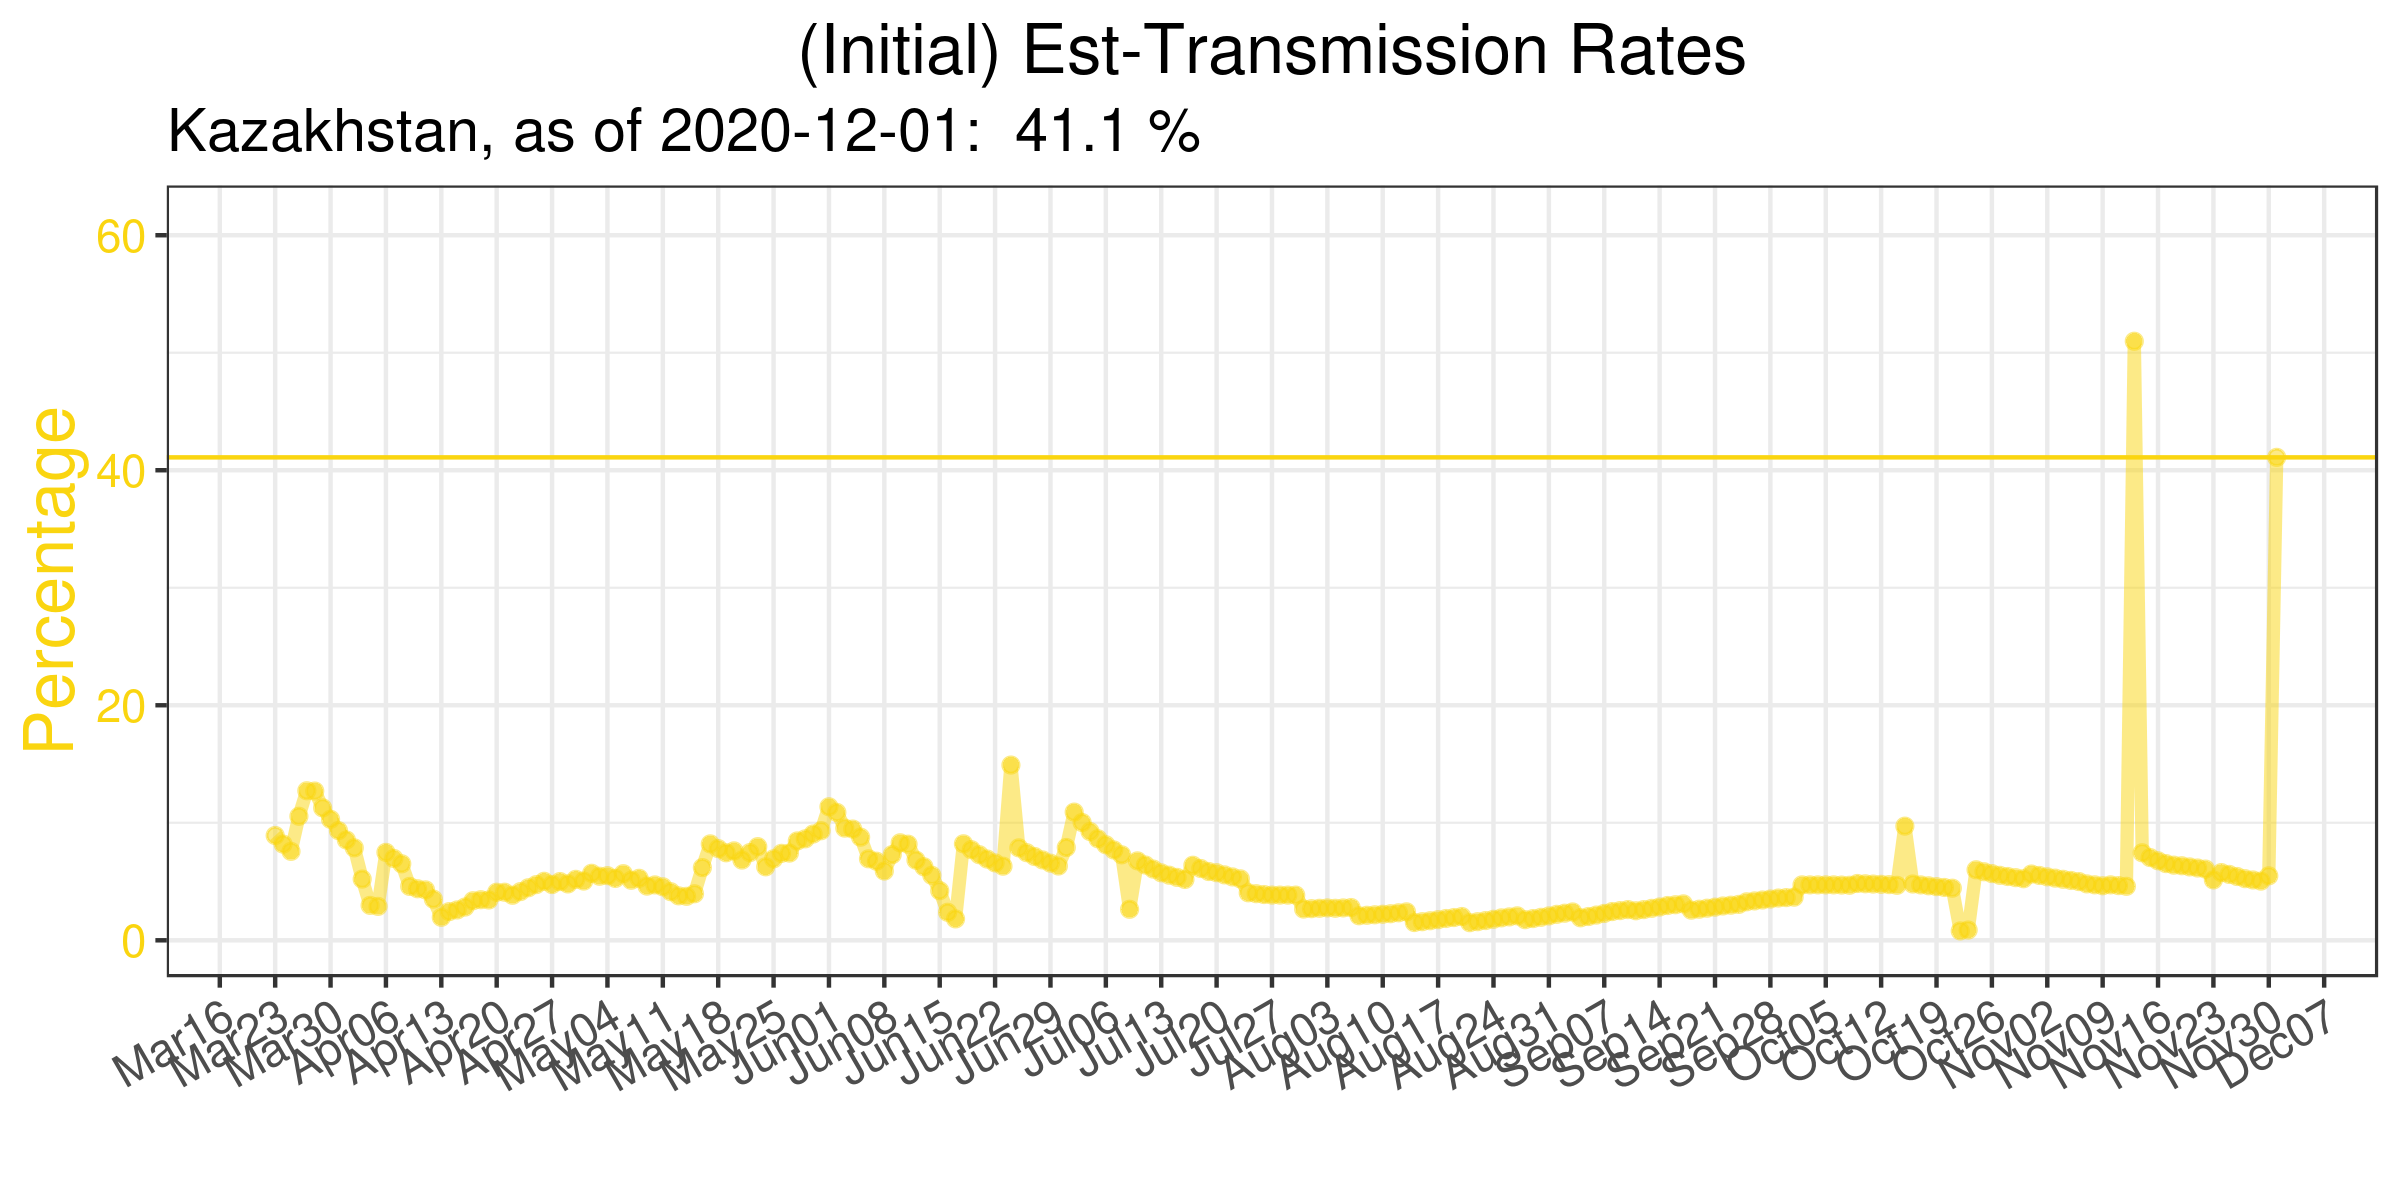 (Initial) Est-Transmission Rates
Kazakhstan, as of 2020-12-01:  41.1 %
Percentage
60
40
20
0
Mar16
Mar23
Mar30
Apr06
Apr13
Apr20
Apr27
May04
May11
May18
May25
Jun01
Jun08
Jun15
Jun22
Jun29
Jul06
Jul13
Jul20
Jul27
Aug03
Aug10
Aug17
Aug24
Aug31
Sep07
Sep14
Sep21
Sep28
Oct05
Oct12
Oct19
Oct26
Nov02
Nov09
Nov16
Nov23
Nov30
Dec07